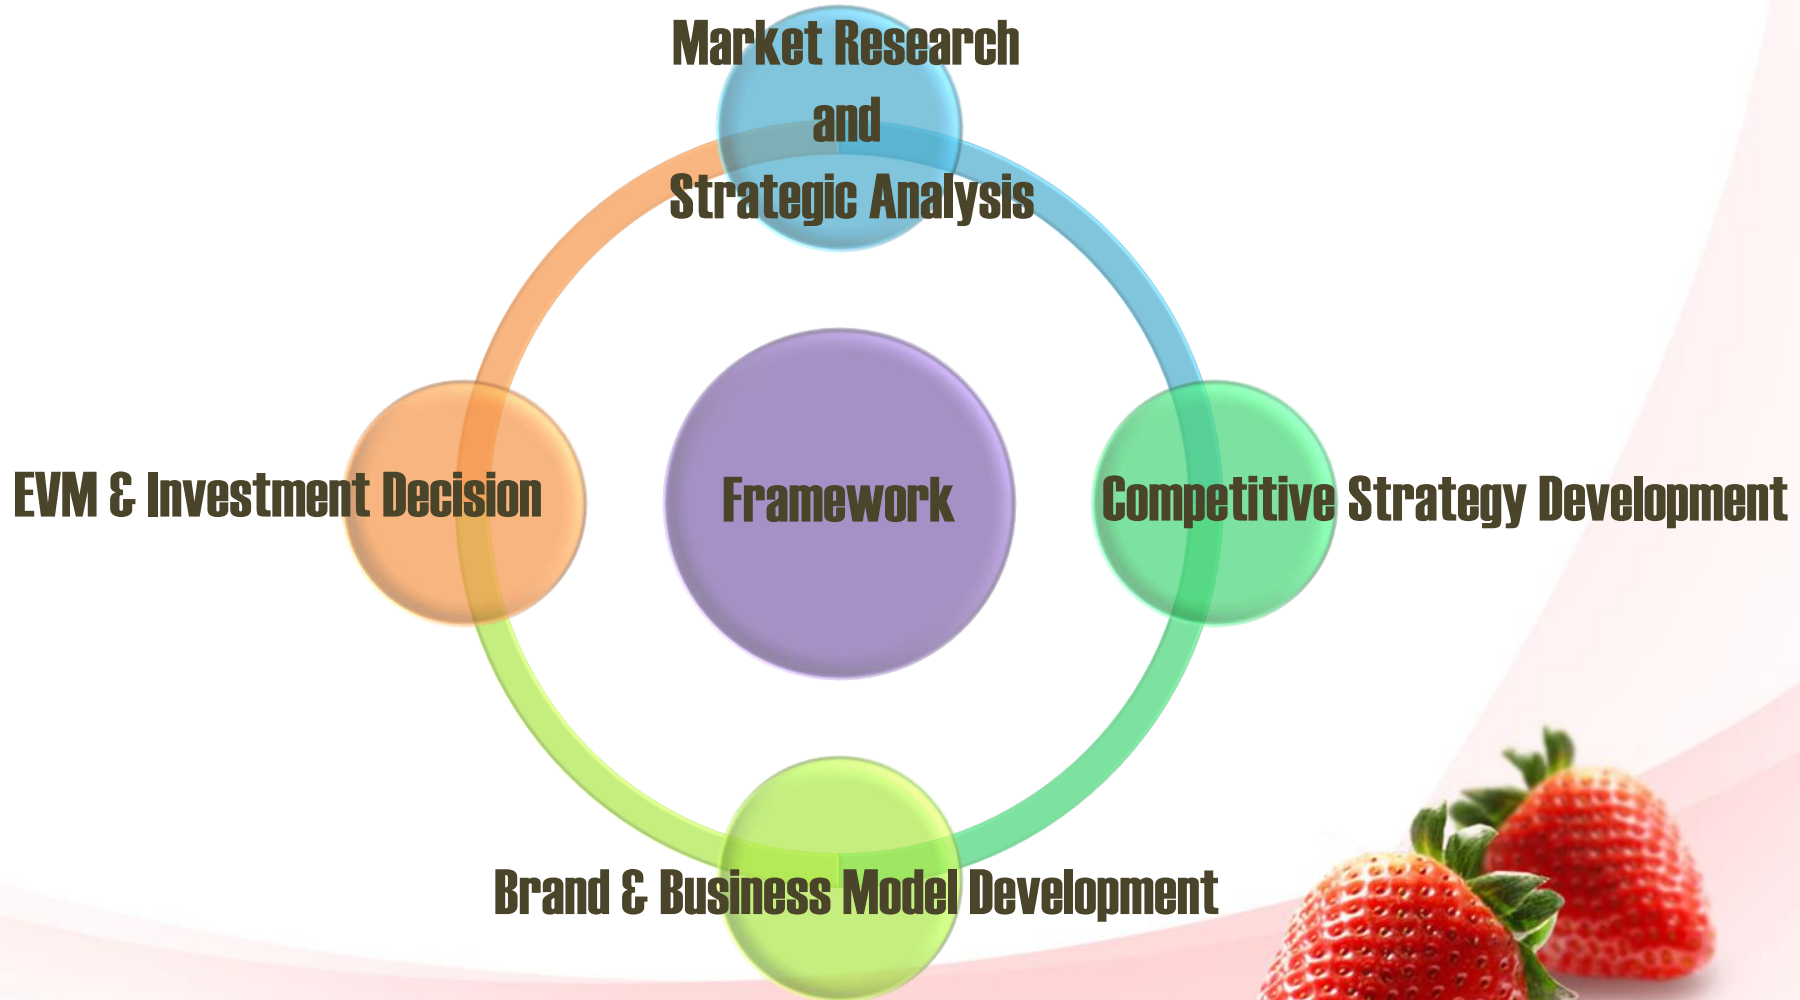 Market Research
and
Strategic Analysis
EVM & Investment Decision
Framework
Competitive Strategy Development
Brand & Business Model Development